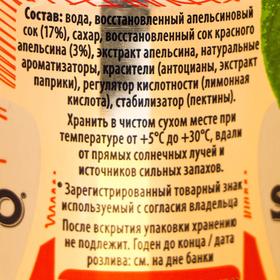 Состав: вода, восстановленный апельсиновый
сок (17%), сахар, восстановленный сок красного
апельсина (3%), экстракт апельсина, натуральные
ароматизаторы, красители (антоцианы, экстракт
паприки), регулятор кислотности (лимонная
кислота), стабилизатор (пектины).
Хранить в чистом сухом месте при
температуре от +5°С до +30°С, вдали
от прямых солнечных лучей и
источников сильных запахов.
* Зарегистрированный товарный знак
используемый с согласия владельца
После вскрытия упаковки хранению
не подлежит. Годен до конца / дата
розлива: см. на дне банки